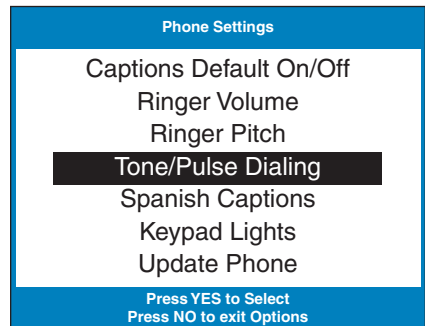 Phone Settings
Captions Default On/Off
Ringer Volume
Ringer Pitch
Tone/Pulse Dialing
Spanish Captions
Keypad Lights
Update Phone
Press YES to Select
Press NO to exit Options